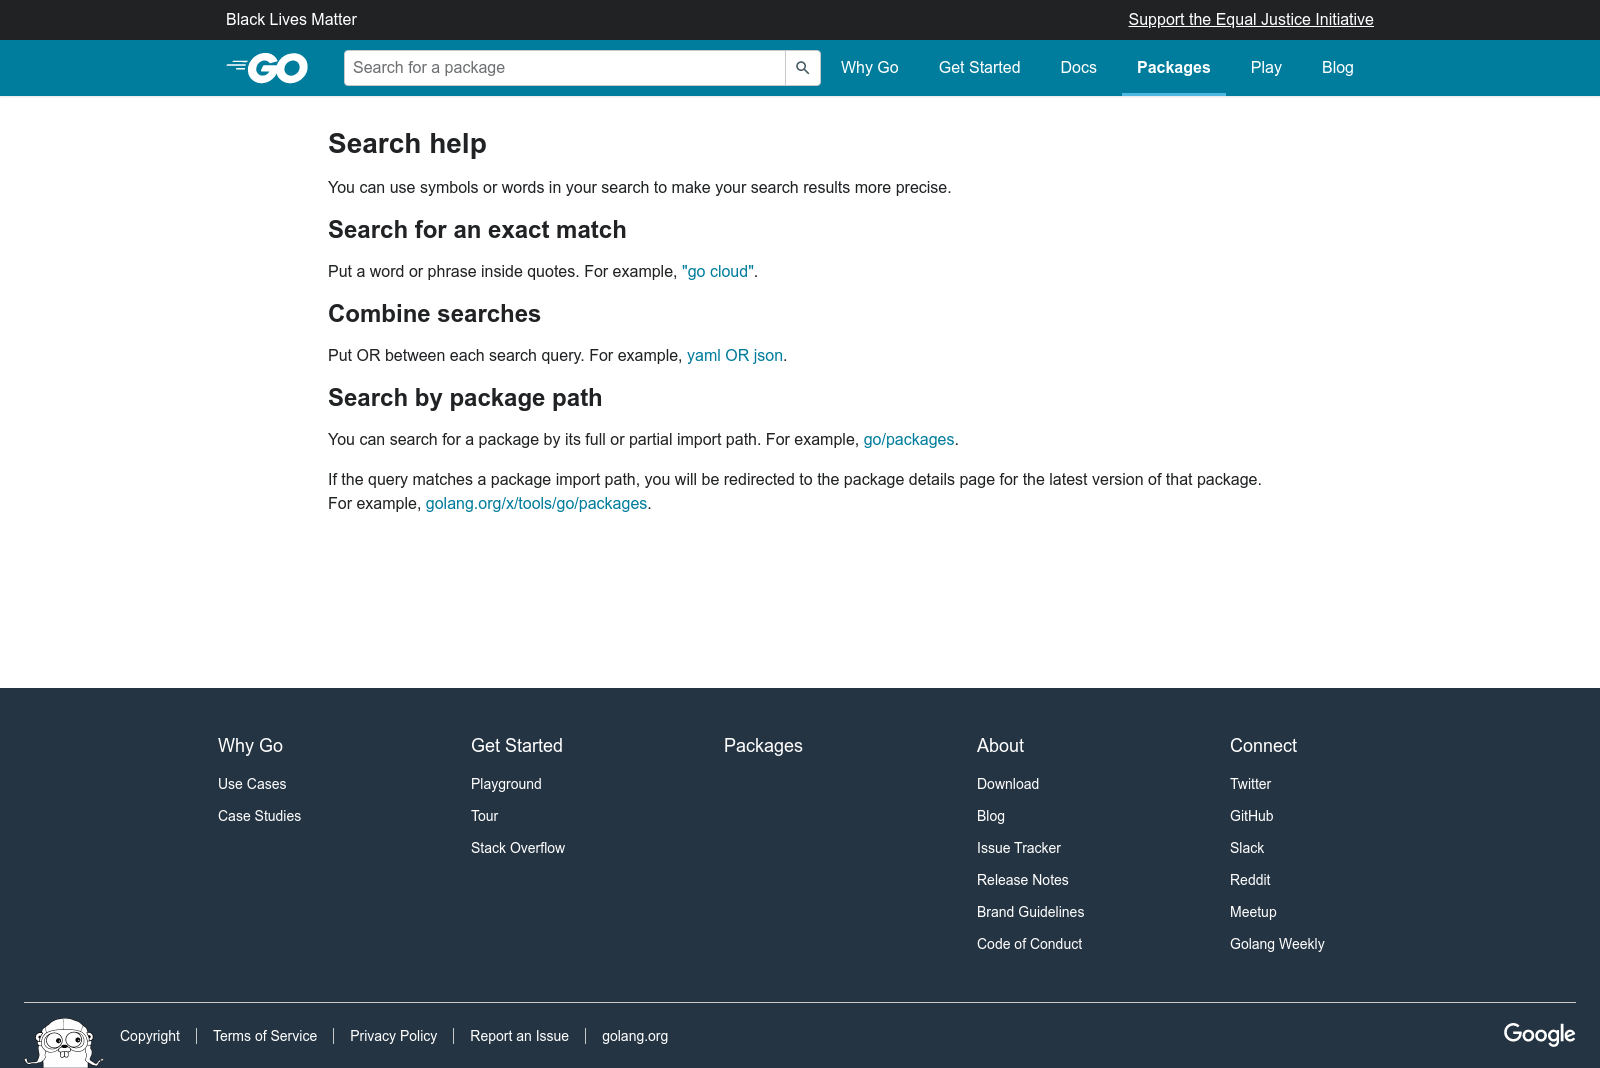 Black Lives Matter
Support the Equal Justice Initiative
GO
Search for a package
Why Go
Get Started
Docs
Packages
Play
Blog
Search help
You can use symbols or words in your search to make your search results more precise.
Search for an exact match
Put a word or phrase inside quotes. For example, "go cloud".
Combine searches
Put OR between each search query. For example, yaml OR json.
Search by package path
You can search for a package by its full or partial import path. For example, go/packages.
If the query matches a package import path, you will be redirected to the package details page for the latest version of that package.
For example, golang.org/x/tools/go/packages.
Why Go
Use Cases
Case Studies
Get Started
Playground
Tour
Stack Overflow
Packages
About
Download
Blog
Issue Tracker
Release Notes
Brand Guidelines
Code of Conduct
Connect
Twitter
GitHub
Slack
Reddit
Meetup
Golang Weekly
Copyright
Terms of Service
Privacy Policy
Report an Issue
golang.org
Google